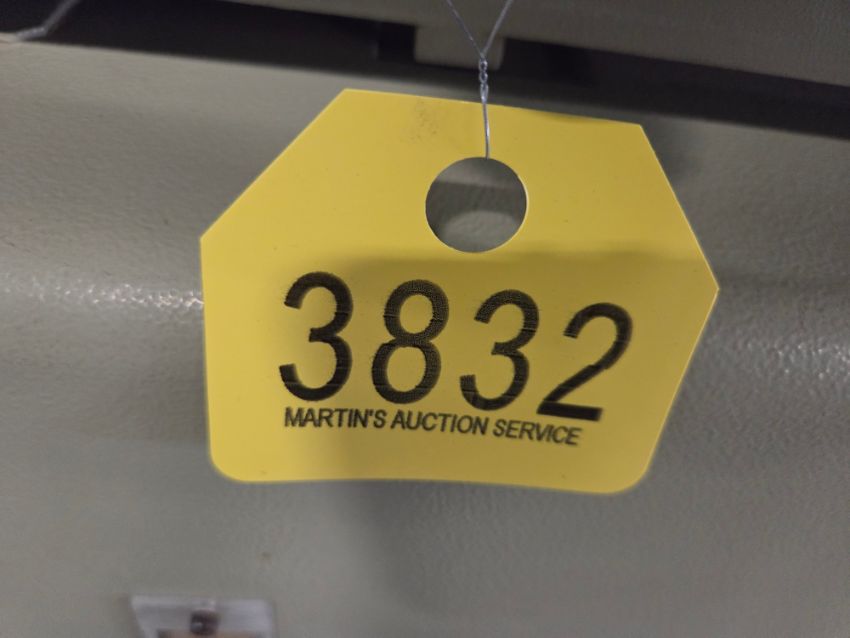 3832
MARTIN'S AUCTION SERVICE